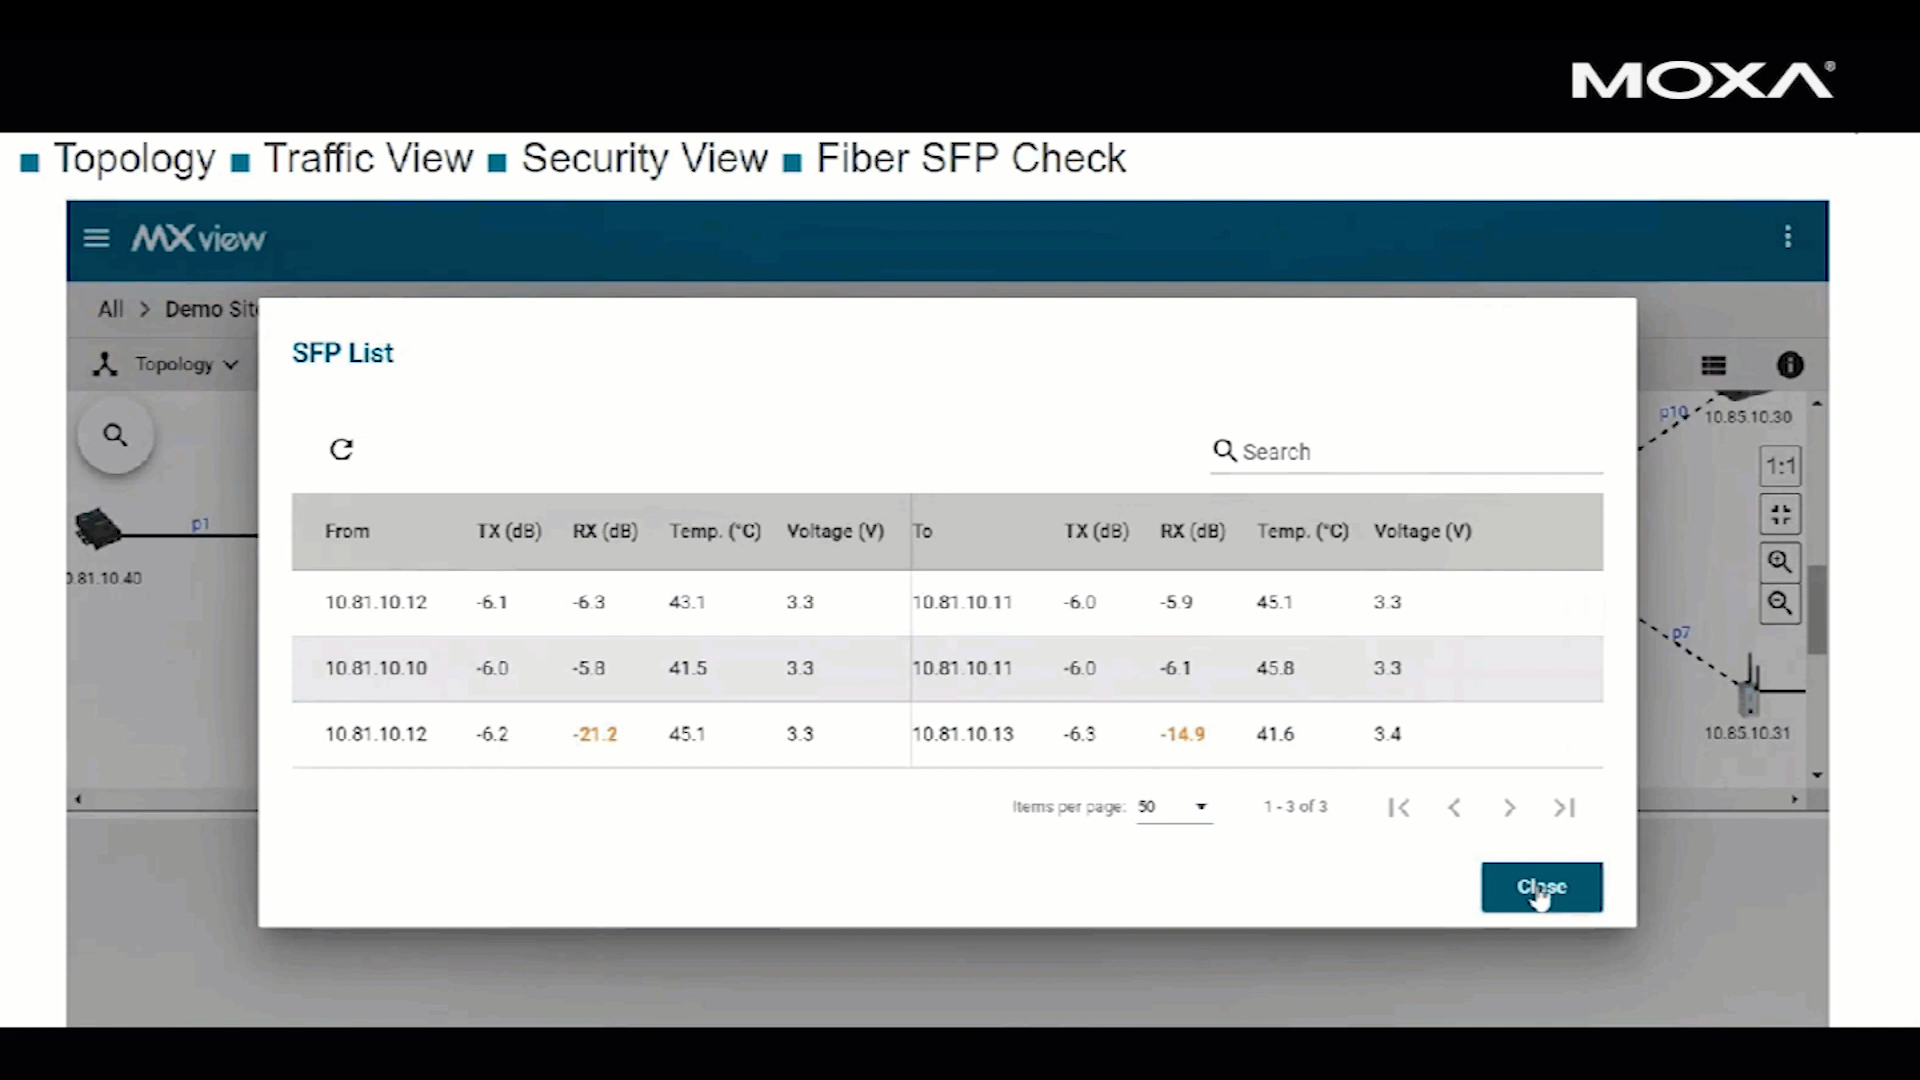 MOXA®
■ Topology ■ Traffic View ■ Security View ■ Fiber SFP Check
MXview
All > Demo Sit
Topology
SFP List
Search
From TX (dB) RX (dB) Temp. (°C) Voltage (V) To TX (dB) RX (dB) Temp. (°C) Voltage (V)
10.81.10.12 -6.1 -6.3 43.1 3.3 10.81.10.11 -6.0 -5.9 45.1 3.3
10.81.10.10 -6.0 -5.8 41.5 3.3 10.81.10.11 -6.0 -6.1 45.8 3.3
10.81.10.12 -6.2 -21.2 45.1 3.3 10.81.10.13 -6.3 -14.9 41.6 3.4
Items per page: 50 1 - 3 of 3
Close
p1
0.81.10.40
p10
10.85.10.30
1:1
p7
10.85.10.31